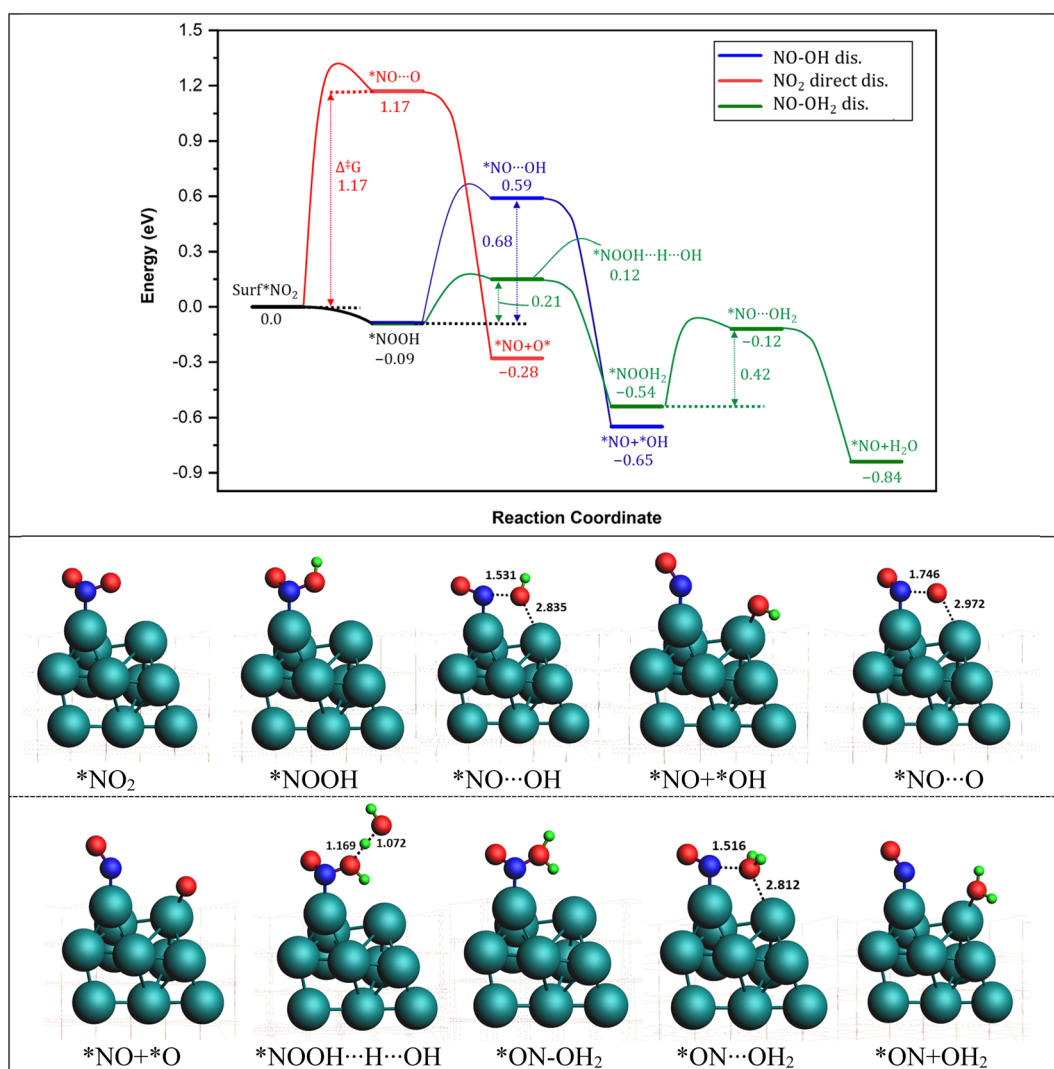 1.5
1.2
0.9
0.6
0.3
0.0
−0.3
-0.6
-0.9
Energy (eV)
Reaction Coordinate
NO-OH dis.
NO₂ direct dis.
NO-OH₂ dis.
*NO···O
1.17
Δ‡G
1.17
Surf*NO₂
0.0
*NOOH
−0.09
*NO···OH
0.59
0.68
*NOOH···H···OH
0.12
0.21
*NO+O*
−0.28
*NOOH₂
−0.54
*NO+*OH
−0.65
*NO···OH₂
−0.12
0.42
*NO+H₂O
−0.84
1.531
2.835
1.746
2.972
*NO₂
*NOOH
*NO···OH
*NO+*OH
*NO···O
1.169
1.072
1.516
2.812
*NO+*O
*NOOH···H···OH
*ON-OH₂
*ON···OH₂
*ON+OH₂